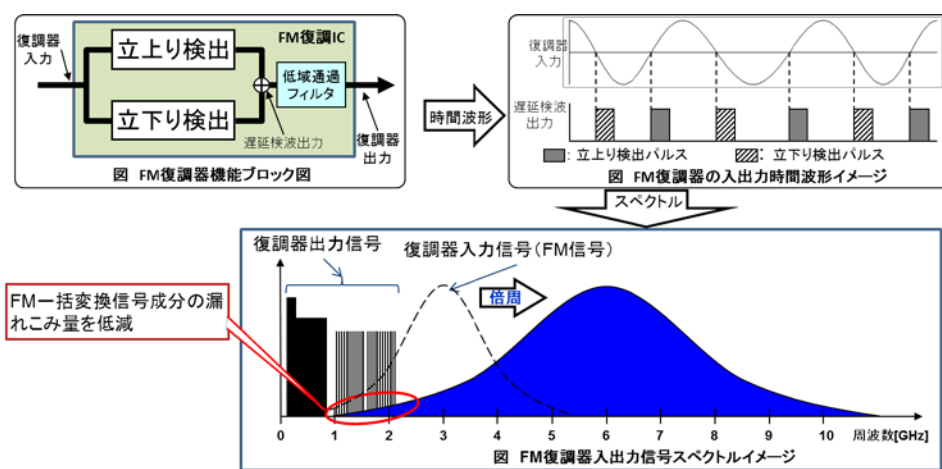 復調器
入力
立上り検出
立下り検出
FM復調IC
低域通過
フィルタ
遅延検波出力
復調器
出力
図 FM復調器機能ブロック図
時間波形
復調器
入力
遅延検波
出力
：立上り検出パルス
：立下り検出パルス
図 FM復調器の入出力時間波形イメージ
スペクトル
復調器出力信号
復調器入力信号(FM信号)
倍周
FM一括変換信号成分の漏
れこみ量を低減
0 1 2 3 4 5 6 7 8 9 10 周波数[GHz]
図 FM復調器入出力信号スペクトルイメージ